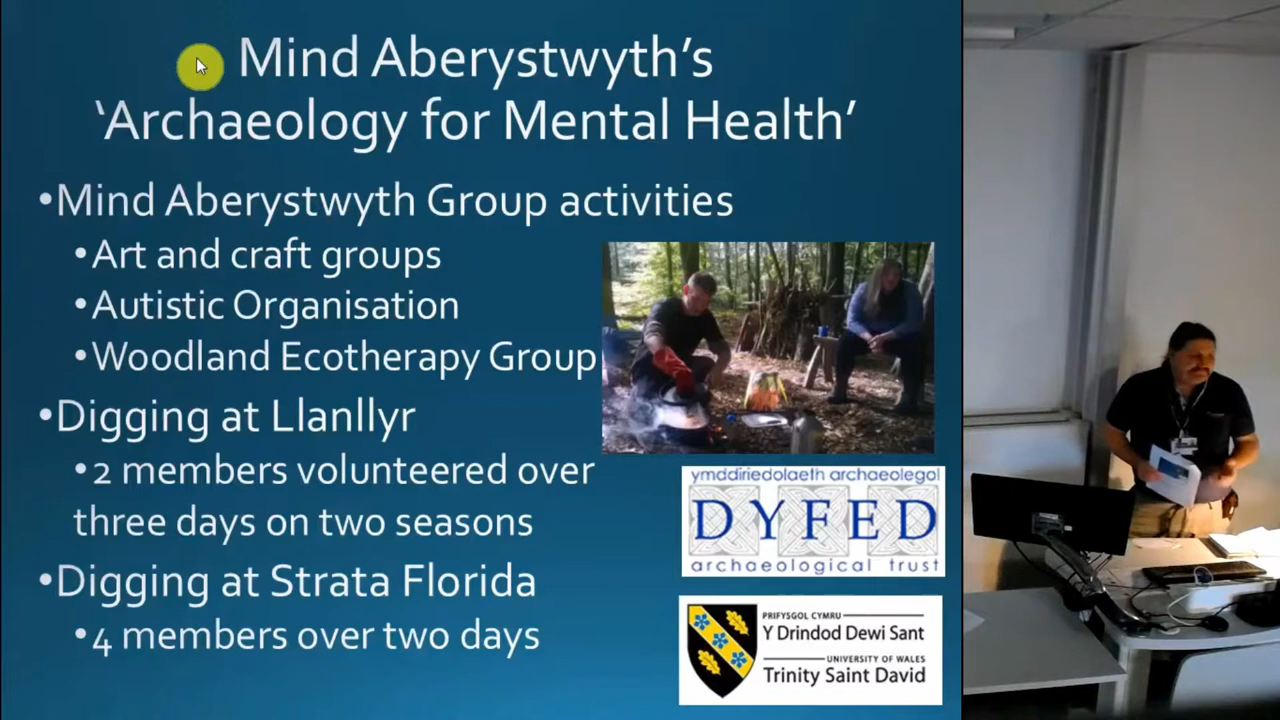 Mind Aberystwyth's
'Archaeology for Mental Health'
•Mind Aberystwyth Group activities
•Art and craft groups
•Autistic Organisation
•Woodland Ecotherapy Group
•Digging at Llanllyr
•2 members volunteered over
three days on two seasons
•Digging at Strata Florida
•4 members over two days
ymddiriedolaeth archaeolegol
DYFED
archaeological trust
PRIFYSGOL CYMRU
Y Drindod Dewi Sant
UNIVERSITY OF WALES
Trinity Saint David